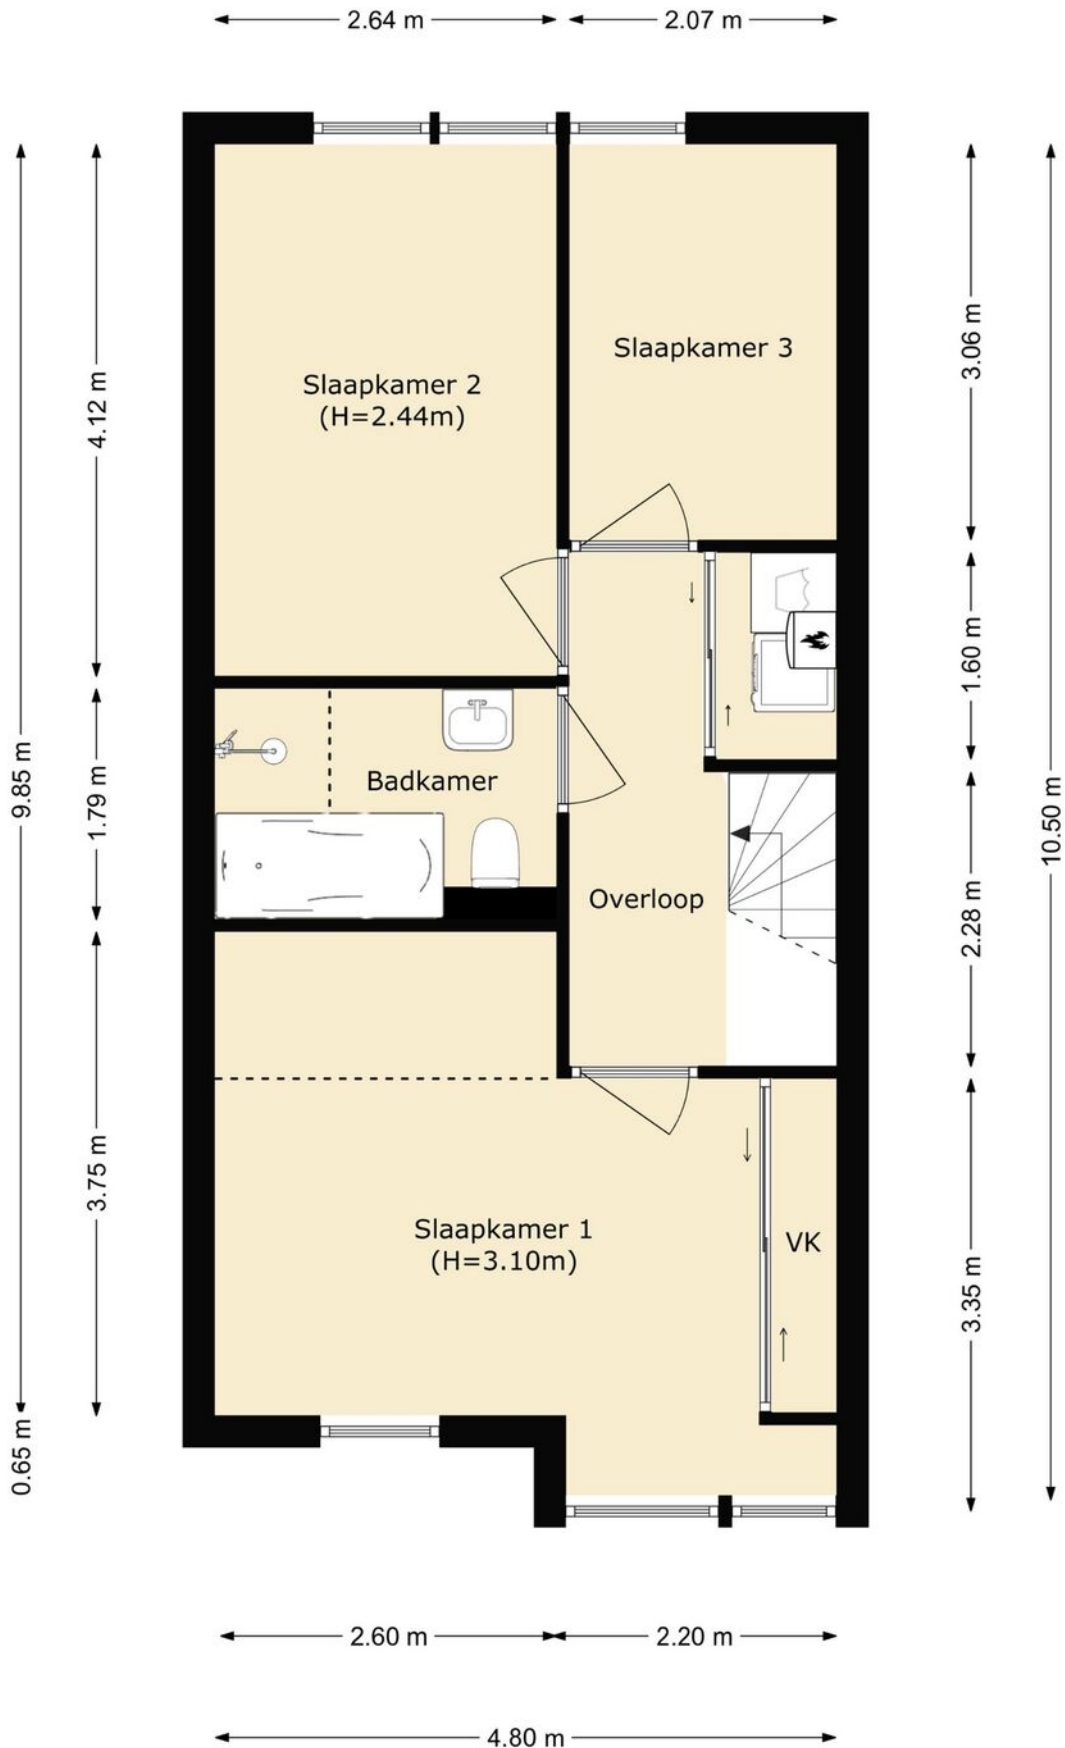 2.64 m
2.07 m
Slaapkamer 3
Slaapkamer 2
(H=2.44m)
4.12 m
3.06 m
1.60 m
Badkamer
1.79 m
9.85 m
10.50 m
Overloop
2.28 m
3.75 m
Slaapkamer 1
(H=3.10m)
VK
3.35 m
0.65 m
2.60 m
2.20 m
4.80 m